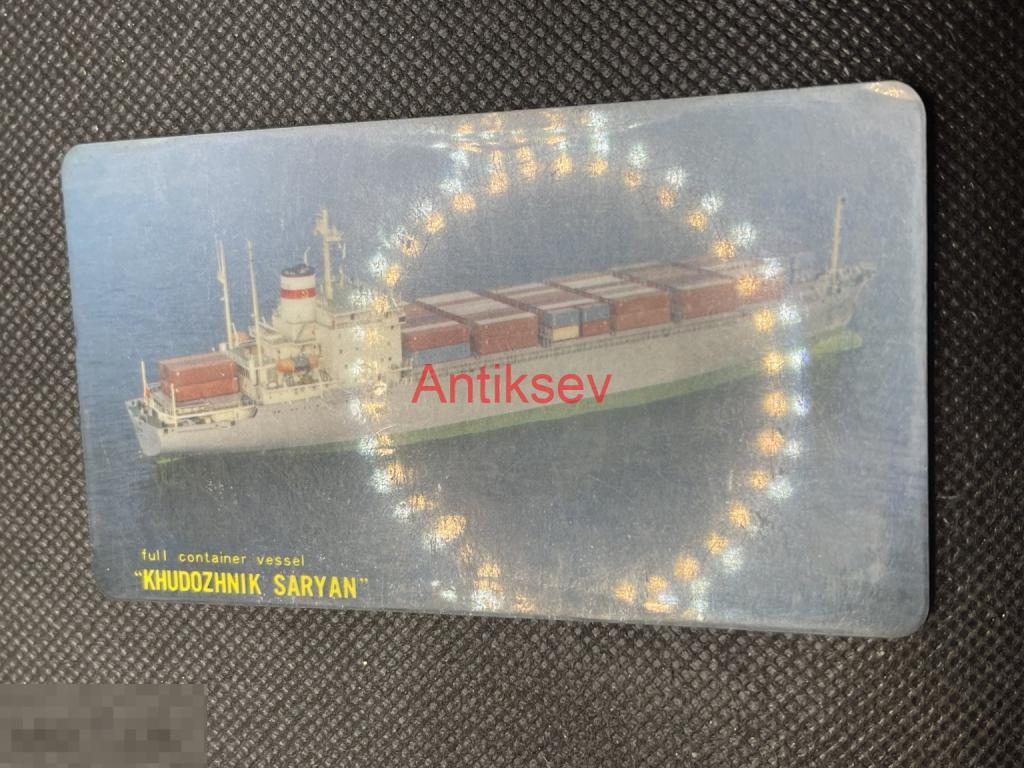 Antiksev
full container vessel
"KHUDOZHNIK SARYAN"